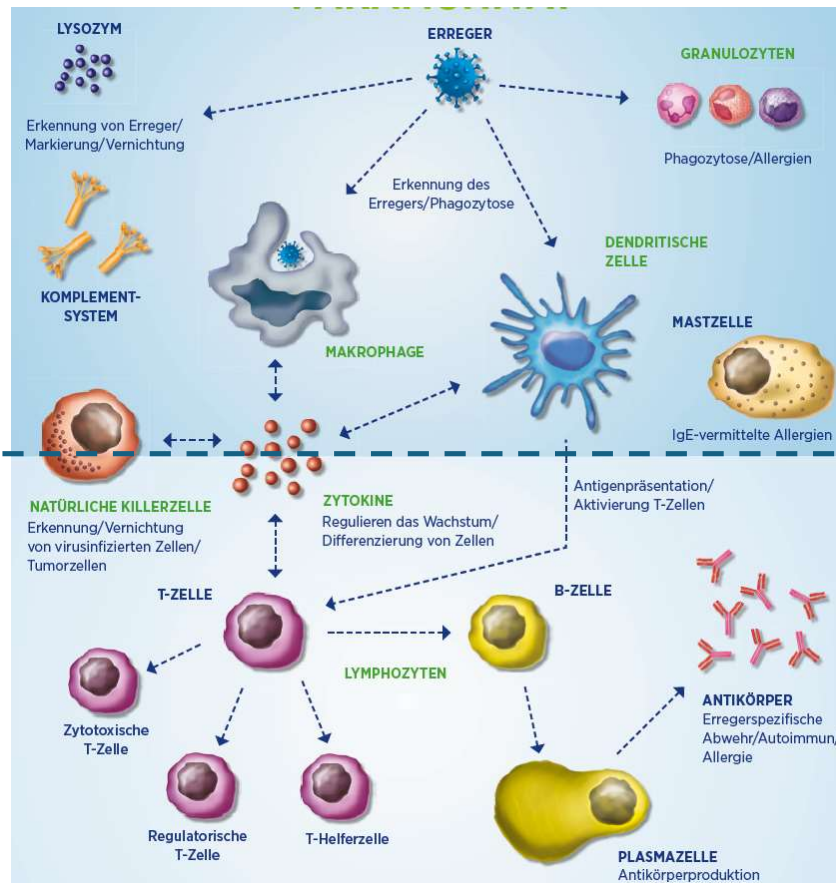 LYSOZYM
ERREGER
GRANULOZYTEN
Erkennung von Erreger/
Markierung/Vernichtung
Phagozytose/Allergien
Erkennung des
Erregers/Phagozytose
KOMPLEMENT-
SYSTEM
DENDRITISCHE
ZELLE
MAKROPHAGE
MASTZELLE
IgE-vermittelte Allergien
NATÜRLICHE KILLERZELLE
Erkennung/Vernichtung
von virusinfizierten Zellen/
Tumorzellen
ZYTOKINE
Regulieren das Wachstum/
Differenzierung von Zellen
Antigenpräsentation/
Aktivierung T-Zellen
T-ZELLE
B-ZELLE
LYMPHOZYTEN
Zytotoxische
T-Zelle
Regulatorische
T-Zelle
T-Helferzelle
ANTIKÖRPER
Erregerspezifische
Abwehr/Autoimmun/
Allergie
PLASMAZELLE
Antikörperproduktion